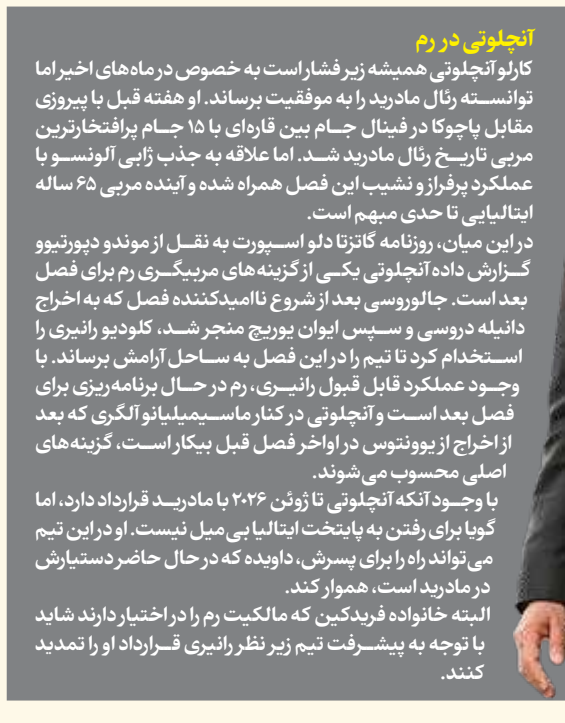 آنچلوتی در رم
کارلو آنچلوتی همیشه زیر فشار است به خصوص در ماه‌های اخیر اما
توانسته رئال مادرید را به موفقیت برساند. او هفته قبل با پیروزی
مقابل پاچوکا در فینال جام بین قاره‌ای با ۱۵ جام پرافتخارترین
مربی تاریخ رئال مادرید شد. اما علاقه به جذب ژابی آلونسو با
عملکرد پرفراز و نشیب این فصل همراه شده و آینده مربی ۶۵ ساله
ایتالیایی تا حدی مبهم است.
در این میان، روزنامه گاتزتا دلو اسپورت به نقل از موندو دپورتیوو
گزارش داده آنچلوتی یکی از گزینه‌های مربیگری رم برای فصل
بعد است. جالوروسی بعد از شروع ناامیدکننده فصل که به اخراج
دانیله دروسی و سپس ایوان یوریچ منجر شد، کلودیو رانیری را
استخدام کرد تا تیم را در این فصل به ساحل آرامش برساند. با
وجود عملکرد قابل قبول رانیری، رم در حال برنامه‌ریزی برای
فصل بعد است و آنچلوتی در کنار ماسیمیلیانو آلگری که بعد
از اخراج از یوونتوس در اواخر فصل قبل بیکار است، گزینه‌های
اصلی محسوب می‌شوند.
با وجود آنکه آنچلوتی تا ژوئن ۲۰۲۶ با مادرید قرارداد دارد، اما
گویا برای رفتن به پایتخت ایتالیا بی‌میل نیست. او در این تیم
می‌تواند راه را برای پسرش، داویده که در حال حاضر دستیارش
در مادرید است، هموار کند.
البته خانواده فریدکین که مالکیت رم را در اختیار دارند شاید
با توجه به پیشرفت تیم زیر نظر رانیری قرارداد او را تمدید
کنند.